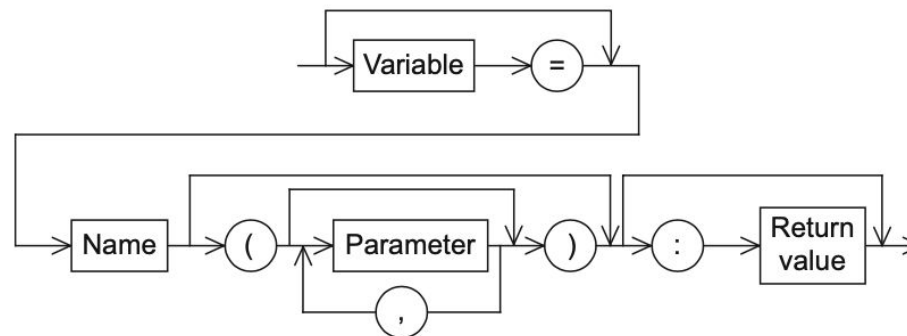 Variable =
Name ( Parameter ) : Return
value
,